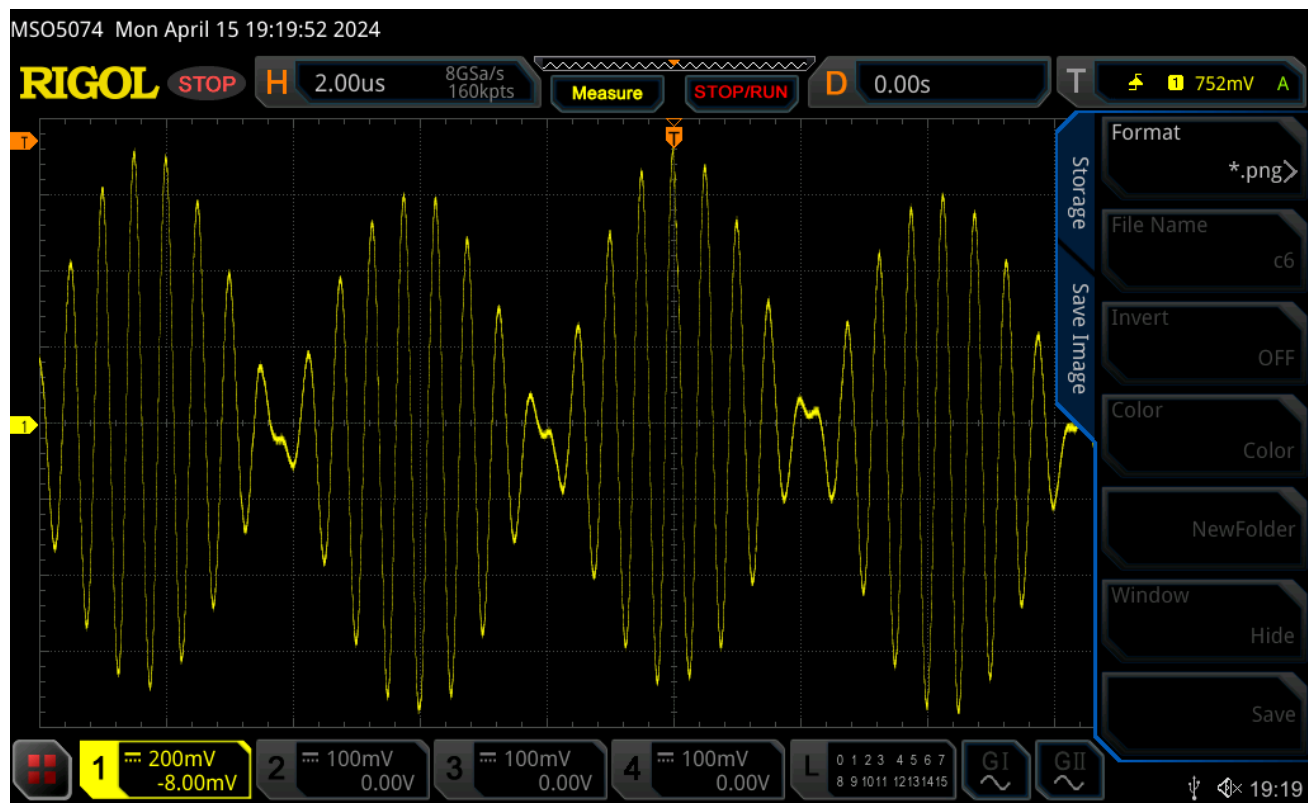 MSO5074 Mon April 15 19:19:52 2024
RIGOL STOP H 2.00us 8GSa/s 160kpts Measure STOP/RUN D 0.00s T 1 752mV A
T
T
1
Storage
Save Image
Format
*.png
File Name
c6
Invert
OFF
Color
Color
NewFolder
Window
Hide
Save
1 200mV -8.00mV
2 100mV 0.00V
3 100mV 0.00V
4 100mV 0.00V
L 0 1 2 3 4 5 6 7
8 9 10 11 12 13 14 15
GI
GII
19:19